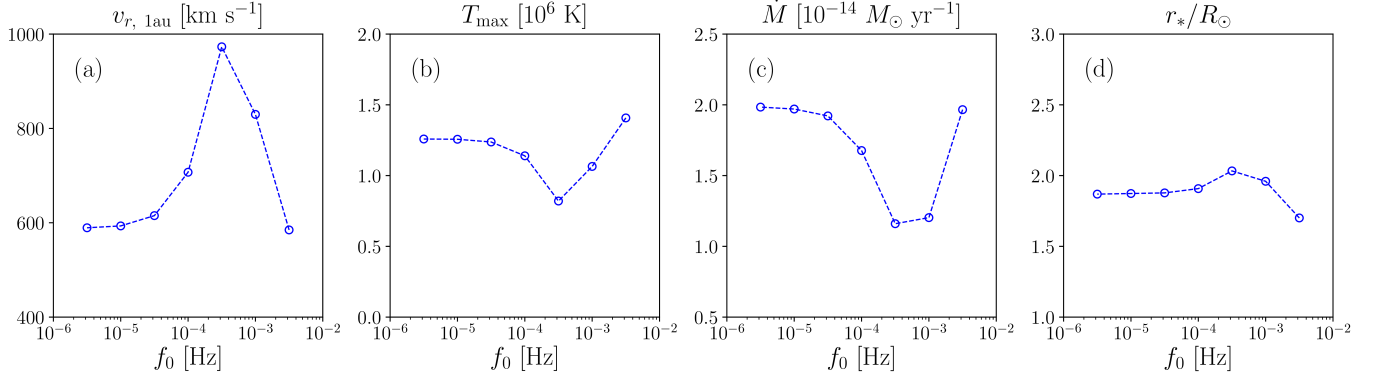 v_{r, 1au} [km s^{-1}]
(a)
1000
800
600
400
10^{-6} 10^{-5} 10^{-4} 10^{-3} 10^{-2}
f_0 [Hz]
T_{max} [10^6 K]
(b)
2.0
1.5
1.0
0.5
0.0
10^{-6} 10^{-5} 10^{-4} 10^{-3} 10^{-2}
f_0 [Hz]
Ṁ [10^{-14} M_⊙ yr^{-1}]
(c)
2.5
2.0
1.5
1.0
0.5
10^{-6} 10^{-5} 10^{-4} 10^{-3} 10^{-2}
f_0 [Hz]
r_*/R_⊙
(d)
3.0
2.5
2.0
1.5
1.0
10^{-6} 10^{-5} 10^{-4} 10^{-3} 10^{-2}
f_0 [Hz]